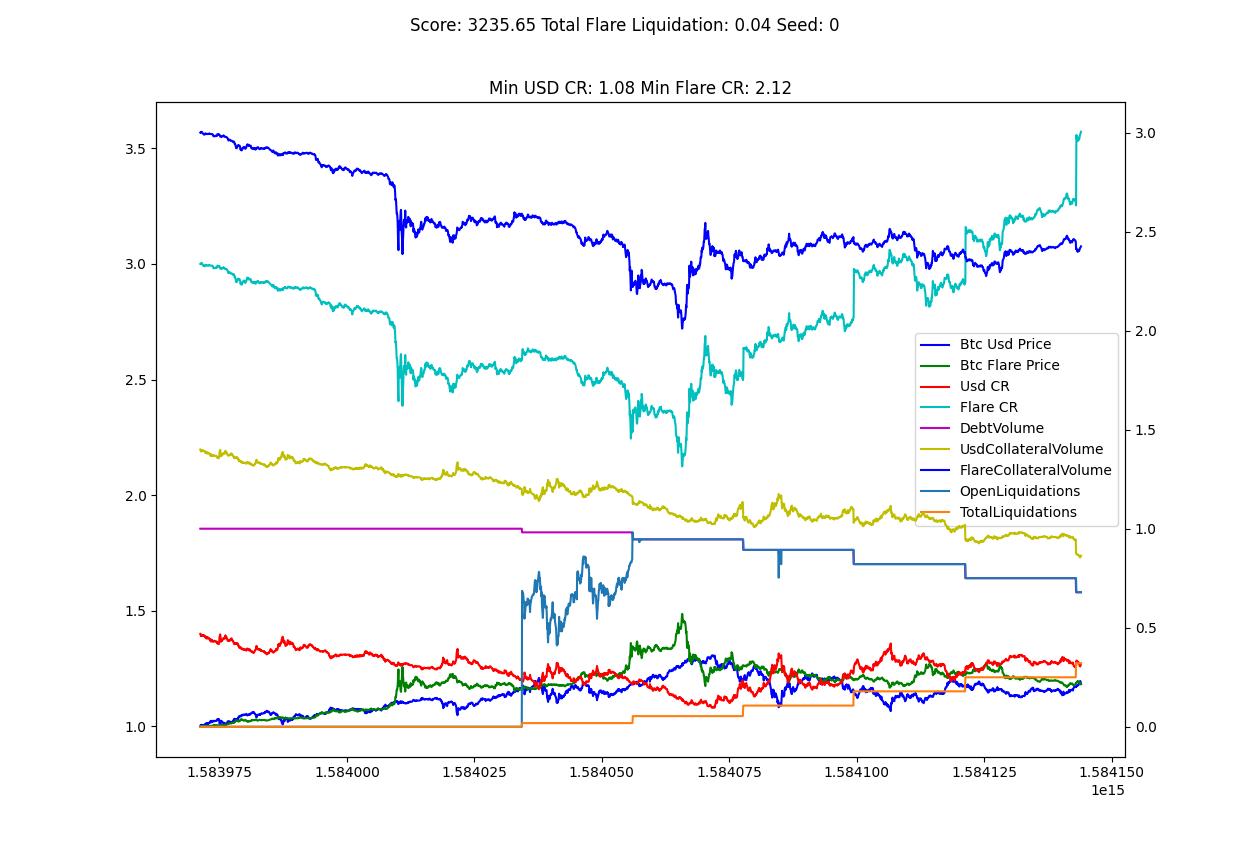 Score: 3235.65 Total Flare Liquidation: 0.04 Seed: 0
Min USD CR: 1.08 Min Flare CR: 2.12
3.5
3.0
2.5
2.0
1.5
1.0
3.0
2.5
2.0
1.5
1.0
0.5
0.0
Btc Usd Price
Btc Flare Price
Usd CR
Flare CR
DebtVolume
UsdCollateralVolume
FlareCollateralVolume
OpenLiquidations
TotalLiquidations
1.583975 1.584000 1.584025 1.584050 1.584075 1.584100 1.584125 1.584150
1e15